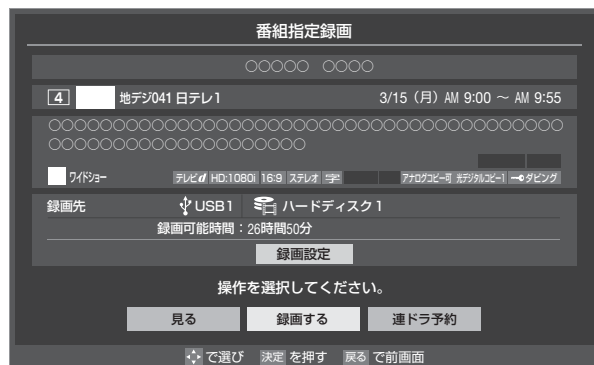 番組指定録画
○○○○○ ○○○○
4 地デジ041 日テレ1 3/15(月) AM 9:00 ~ AM 9:55
○○○○○○○○○○○○○○○○○○○○○○○○○○○○○○○○○○○○○○○○
○○○○○○○○○○○○○○○○○○○○
ワイドショー テレビd HD:1080i 16:9 ステレオ 字 アナログコピー可 光デジタルコピー1 ダビング
録画先 USB1 ハードディスク1
録画可能時間:26時間50分
録画設定
操作を選択してください。
見る 録画する 連ドラ予約
で選び 決定 を押す 戻る で前画面